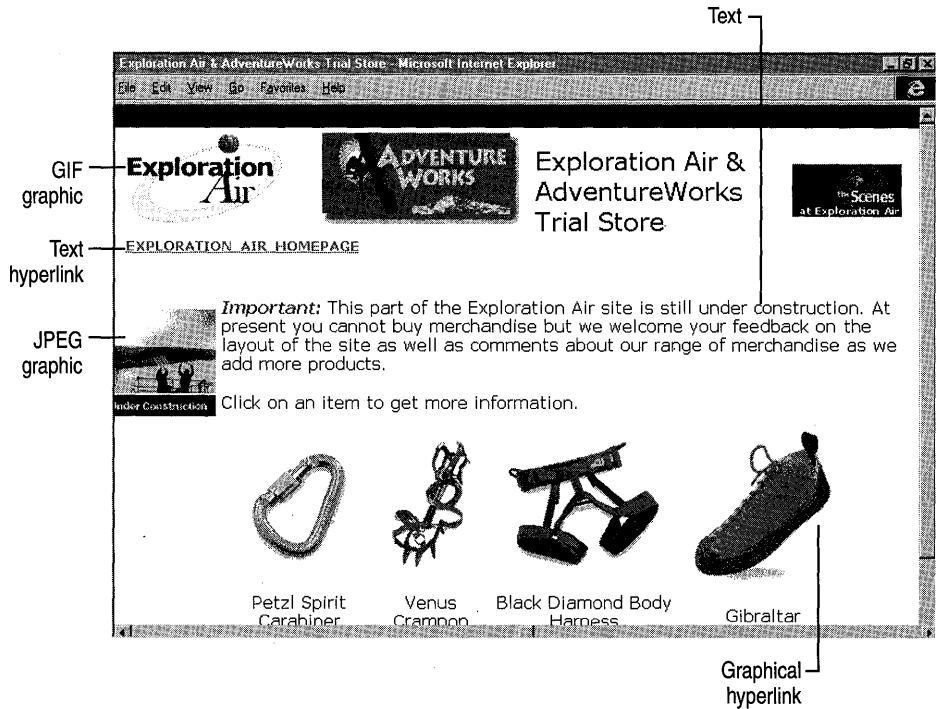 Text
Exploration Air & AdventureWorks Trial Store - Microsoft Internet Explorer
File Edit View Go Favorites Help
GIF
graphic
Exploration
Air
ADVENTURE
WORKS
Exploration Air &
AdventureWorks
Trial Store
the Scenes
at Exploration Air
Text
hyperlink
EXPLORATION AIR HOMEPAGE
JPEG
graphic
Under Construction
Important: This part of the Exploration Air site is still under construction. At
present you cannot buy merchandise but we welcome your feedback on the
layout of the site as well as comments about our range of merchandise as we
add more products.
Click on an item to get more information.
Petzl Spirit
Carabiner
Venus
Crampon
Black Diamond Body
Harness
Gibraltar
Graphical
hyperlink